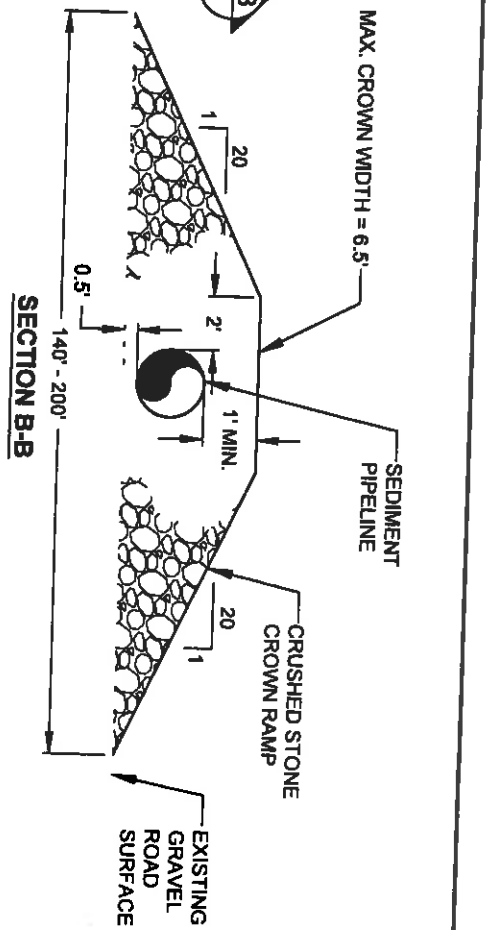 MAX. CROWN WIDTH = 6.5'
SEDIMENT
PIPELINE
CRUSHED STONE
CROWN RAMP
EXISTING
GRAVEL
ROAD
SURFACE
20
1
2'
1' MIN.
20
1
0.5'
140' - 200'
SECTION B-B
B